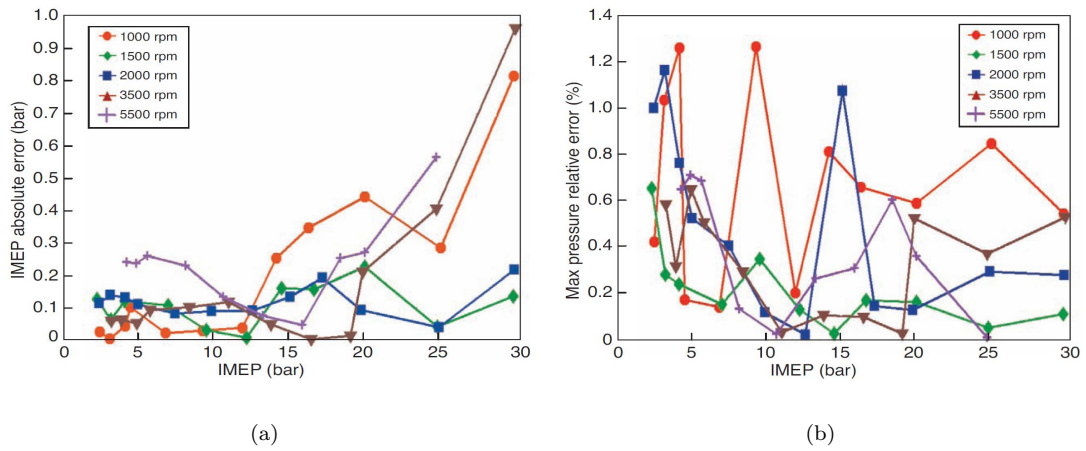 IMEP absolute error (bar)
1.0
0.9
0.8
0.7
0.6
0.5
0.4
0.3
0.2
0.1
0
1000 rpm
1500 rpm
2000 rpm
3500 rpm
5500 rpm
0 5 10 15 20 25 30
IMEP (bar)
(a)
Max pressure relative error (%)
1.4
1.2
1.0
0.8
0.6
0.4
0.2
0
1000 rpm
1500 rpm
2000 rpm
3500 rpm
5500 rpm
0 5 10 15 20 25 30
IMEP (bar)
(b)